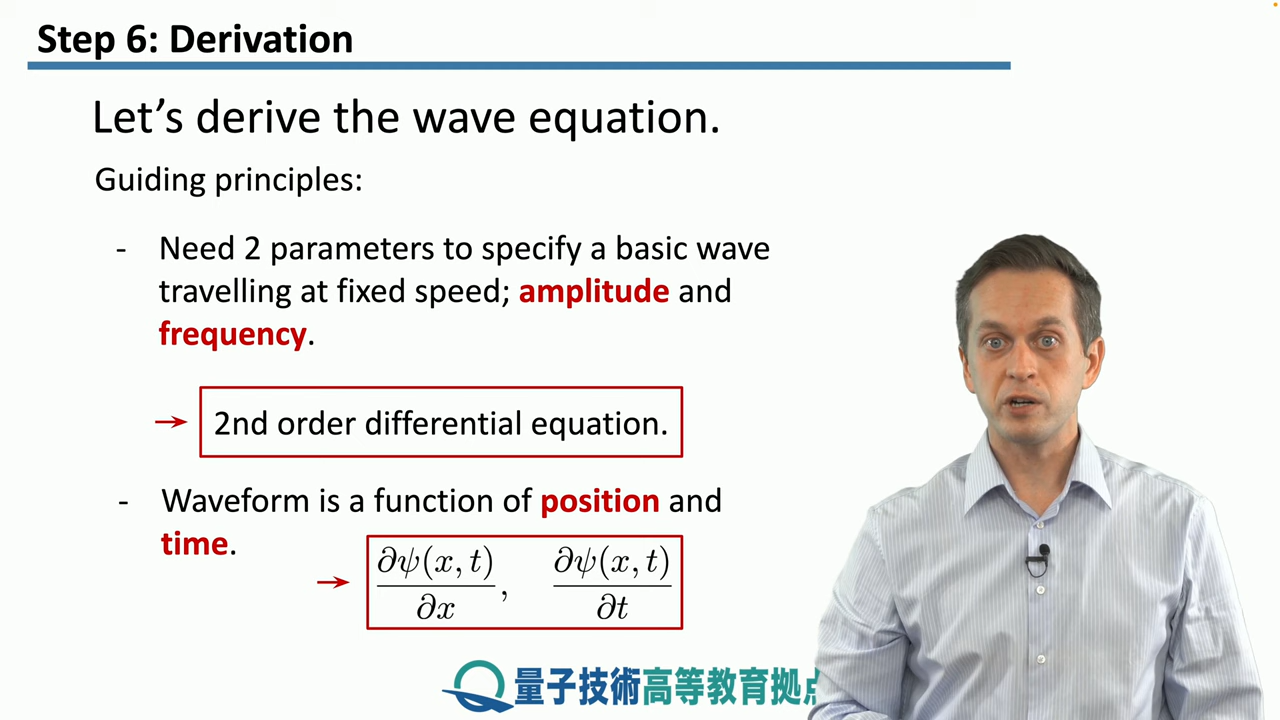 Step 6: Derivation
Let's derive the wave equation.
Guiding principles:
- Need 2 parameters to specify a basic wave
travelling at fixed speed; amplitude and
frequency.
→ 2nd order differential equation.
- Waveform is a function of position and
time.
→ ∂ψ(x, t)/∂x, ∂ψ(x, t)/∂t
量子技術高等教育拠点